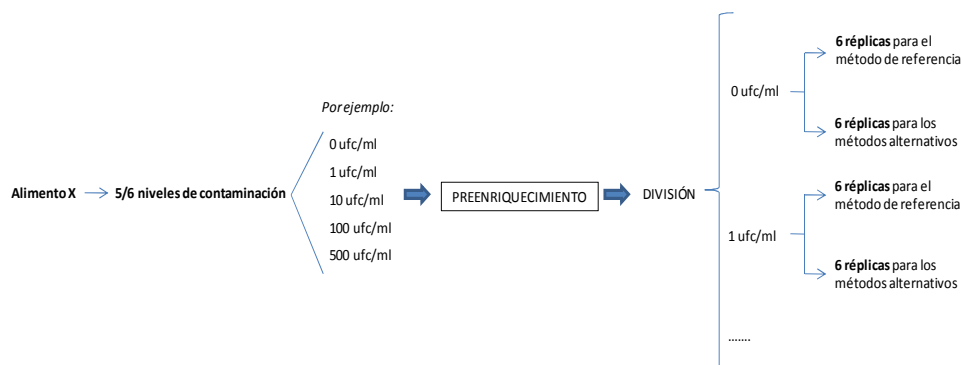 Alimento X
5/6 niveles de contaminación
Por ejemplo:
0 ufc/ml
1 ufc/ml
10 ufc/ml
100 ufc/ml
500 ufc/ml
PREENRIQUECIMIENTO
DIVISIÓN
0 ufc/ml
6 réplicas para el
método de referencia
6 réplicas para los
métodos alternativos
1 ufc/ml
6 réplicas para el
método de referencia
6 réplicas para los
métodos alternativos
.......